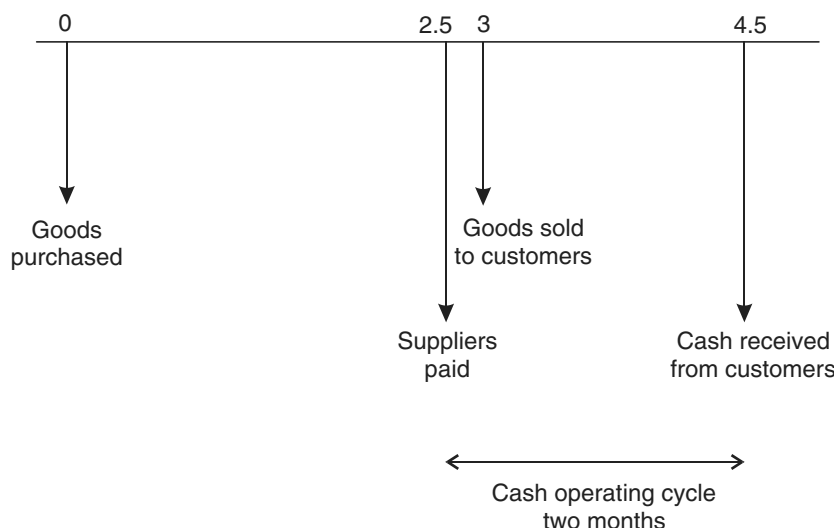 0 2.5 3 4.5
Goods
purchased
Goods sold
to customers
Suppliers
paid
Cash received
from customers
Cash operating cycle
two months